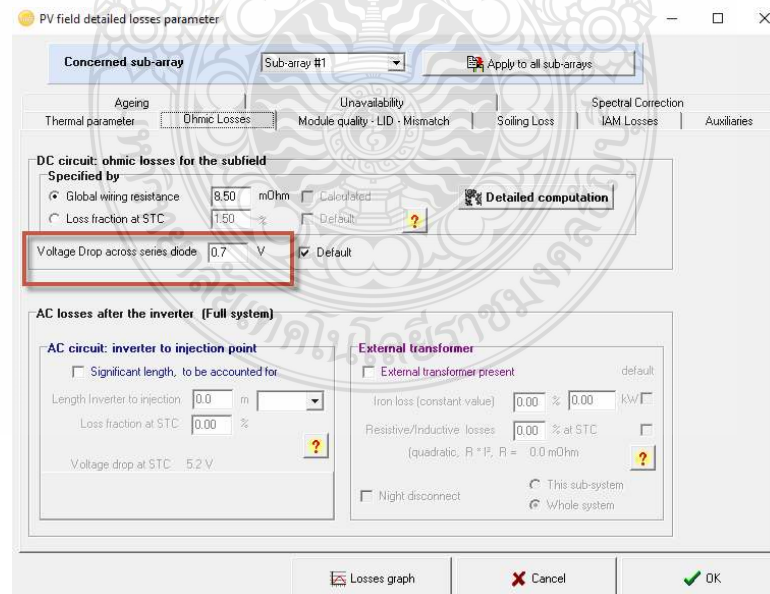 PV field detailed losses parameter
Concerned sub-array Sub-array #1 Apply to all sub-arrays
Ageing Unavailability Spectral Correction
Thermal parameter Ohmic Losses Module quality - LID - Mismatch Soiling Loss IAM Losses Auxiliaries
DC circuit: ohmic losses for the subfield
Specified by
Global wiring resistance 8.50 mOhm Calculated Detailed computation
Loss fraction at STC 1.50 % Default ?
Voltage Drop across series diode 0.7 V Default
AC losses after the inverter (Full system)
AC circuit: inverter to injection point External transformer
Significant length, to be accounted for External transformer present default
Length Inverter to injection 0.0 m Iron loss (constant value) 0.00 % 0.00 kW
Loss fraction at STC 0.00 % Resistive/Inductive losses 0.00 % at STC
? (quadratic, R * I², R = 0.0 mOhm ?
Voltage drop at STC 5.2 V
This sub-system
Night disconnect Whole system
Losses graph Cancel OK